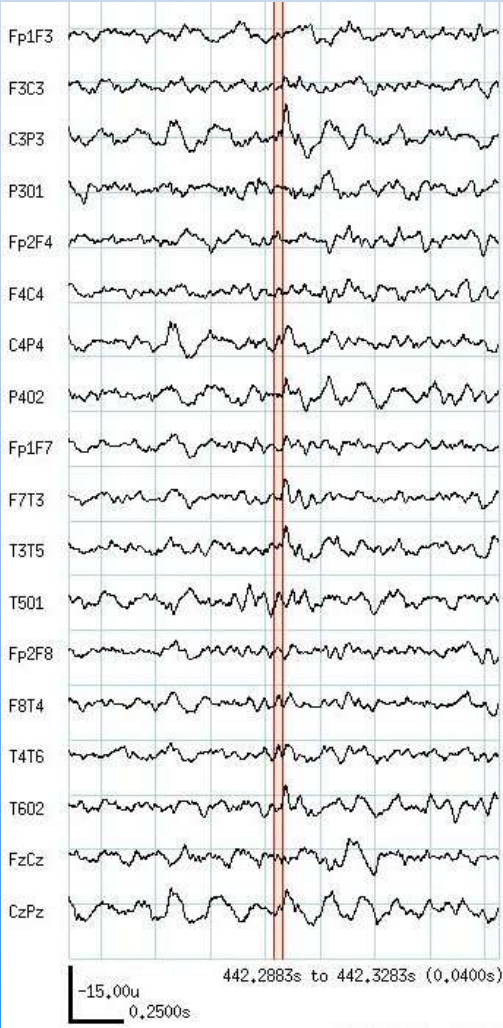 Fp1F3
F3C3
C3P3
P3O1
Fp2F4
F4C4
C4P4
P4O2
Fp1F7
F7T3
T3T5
T5O1
Fp2F8
F8T4
T4T6
T6O2
FzCz
CzPz
442.2883s to 442.3283s (0.0400s)
-15.00u
0.2500s